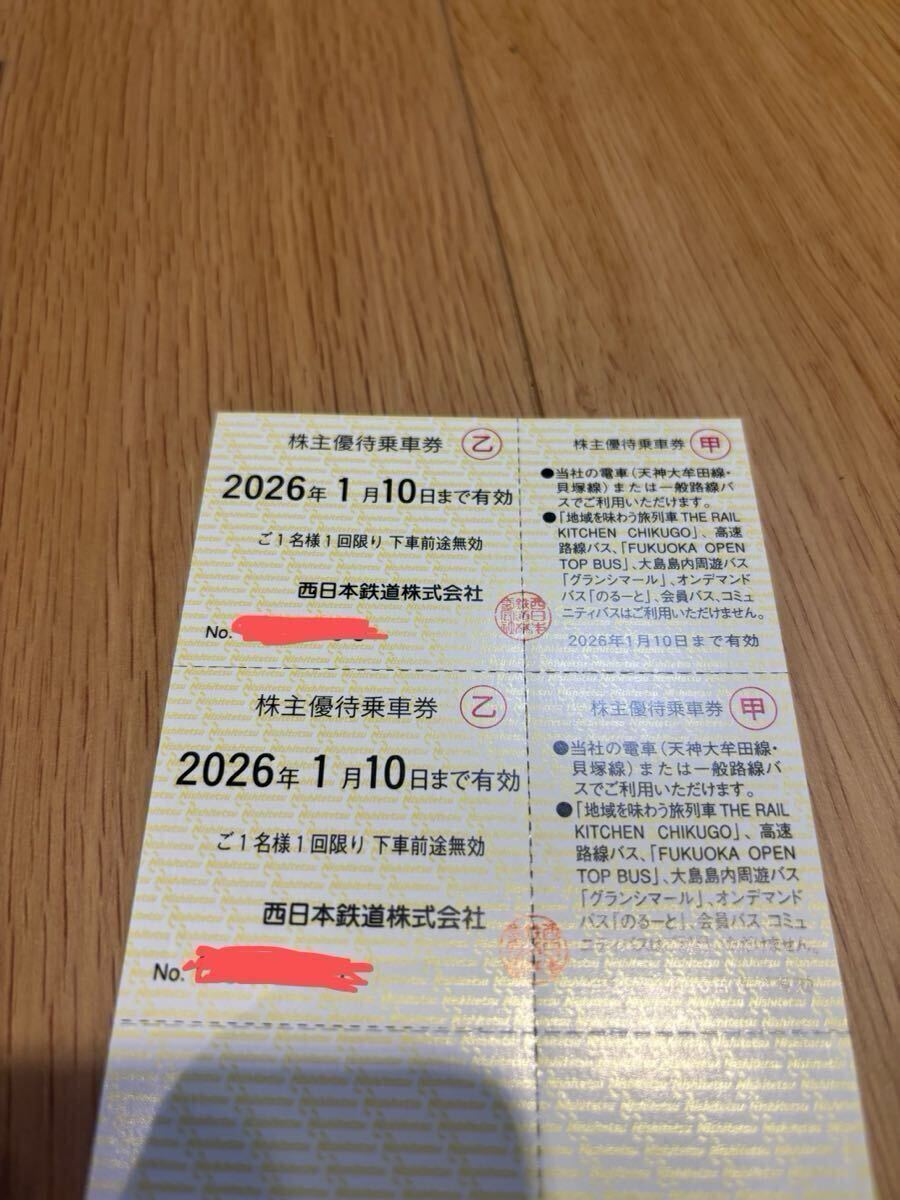 株主優待乗車券 乙
2026年1月10日まで有効
ご1名様1回限り 下車前途無効
西日本鉄道株式会社
No.
株主優待乗車券 甲
●当社の電車(天神大牟田線・
貝塚線)または一般路線バ
スでご利用いただけます。
●「地域を味わう旅列車 THE RAIL
KITCHEN CHIKUGO」、高速
路線バス、「FUKUOKA OPEN
TOP BUS」、大島島内周遊バス
「グランシマール」、オンデマンド
バス「のるーと」、会員バス、コミュ
ニティバスはご利用いただけません。
2026年1月10日まで有効
株主優待乗車券 乙
2026年1月10日まで有効
ご1名様1回限り 下車前途無効
西日本鉄道株式会社
No.
株主優待乗車券 甲
●当社の電車(天神大牟田線・
貝塚線)または一般路線バ
スでご利用いただけます。
●「地域を味わう旅列車 THE RAIL
KITCHEN CHIKUGO」、高速
路線バス、「FUKUOKA OPEN
TOP BUS」、大島島内周遊バス
「グランシマール」、オンデマンド
バス「のるーと」、会員バス、コミュ
ニティバスは
Nishitetsu